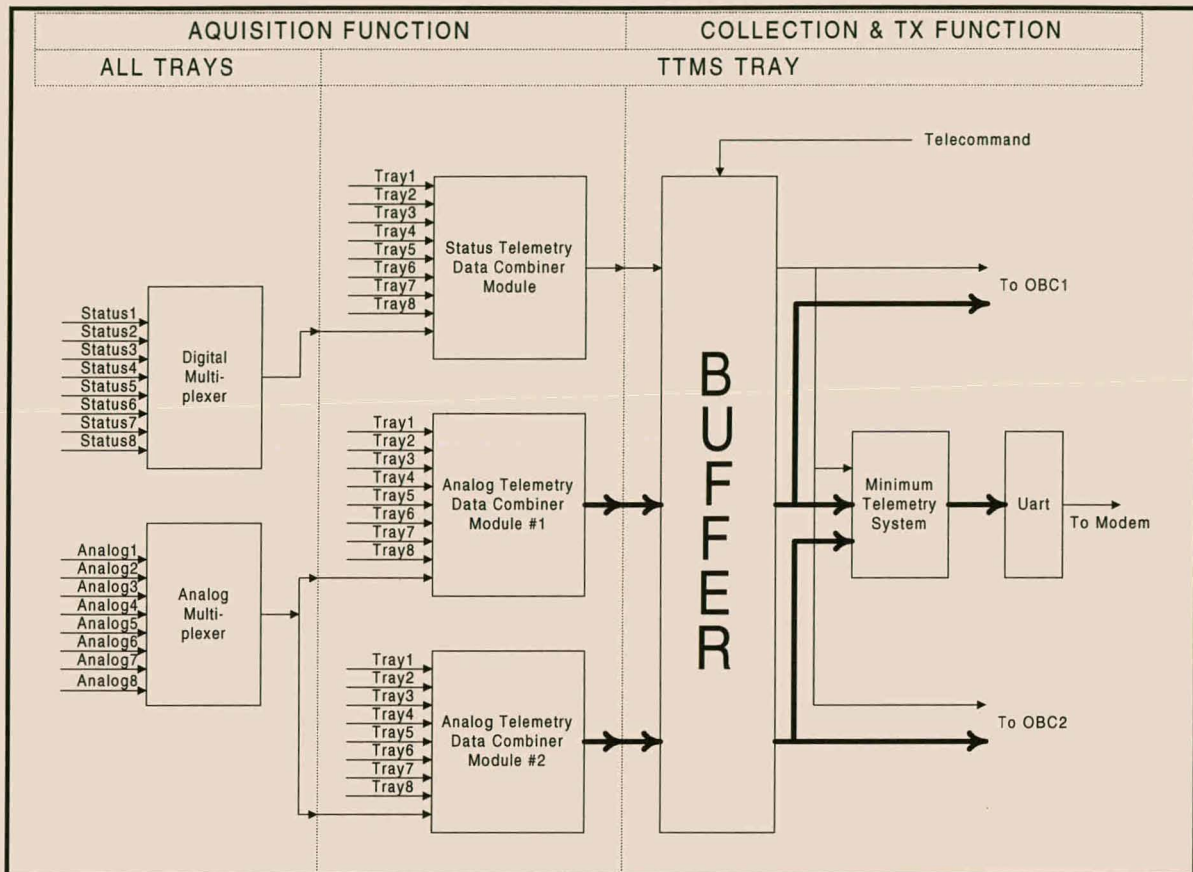 AQUISITION FUNCTION
COLLECTION & TX FUNCTION
ALL TRAYS
TTMS TRAY
Telecommand
Tray1
Tray2
Tray3
Tray4
Tray5
Tray6
Tray7
Tray8
Status Telemetry
Data Combiner
Module
To OBC1
Status1
Status2
Status3
Status4
Status5
Status6
Status7
Status8
Digital
Multi-
plexer
BUFFER
Tray1
Tray2
Tray3
Tray4
Tray5
Tray6
Tray7
Tray8
Analog Telemetry
Data Combiner
Module #1
Minimum
Telemetry
System
Uart
To Modem
Analog1
Analog2
Analog3
Analog4
Analog5
Analog6
Analog7
Analog8
Analog
Multi-
plexer
Tray1
Tray2
Tray3
Tray4
Tray5
Tray6
Tray7
Tray8
Analog Telemetry
Data Combiner
Module #2
To OBC2